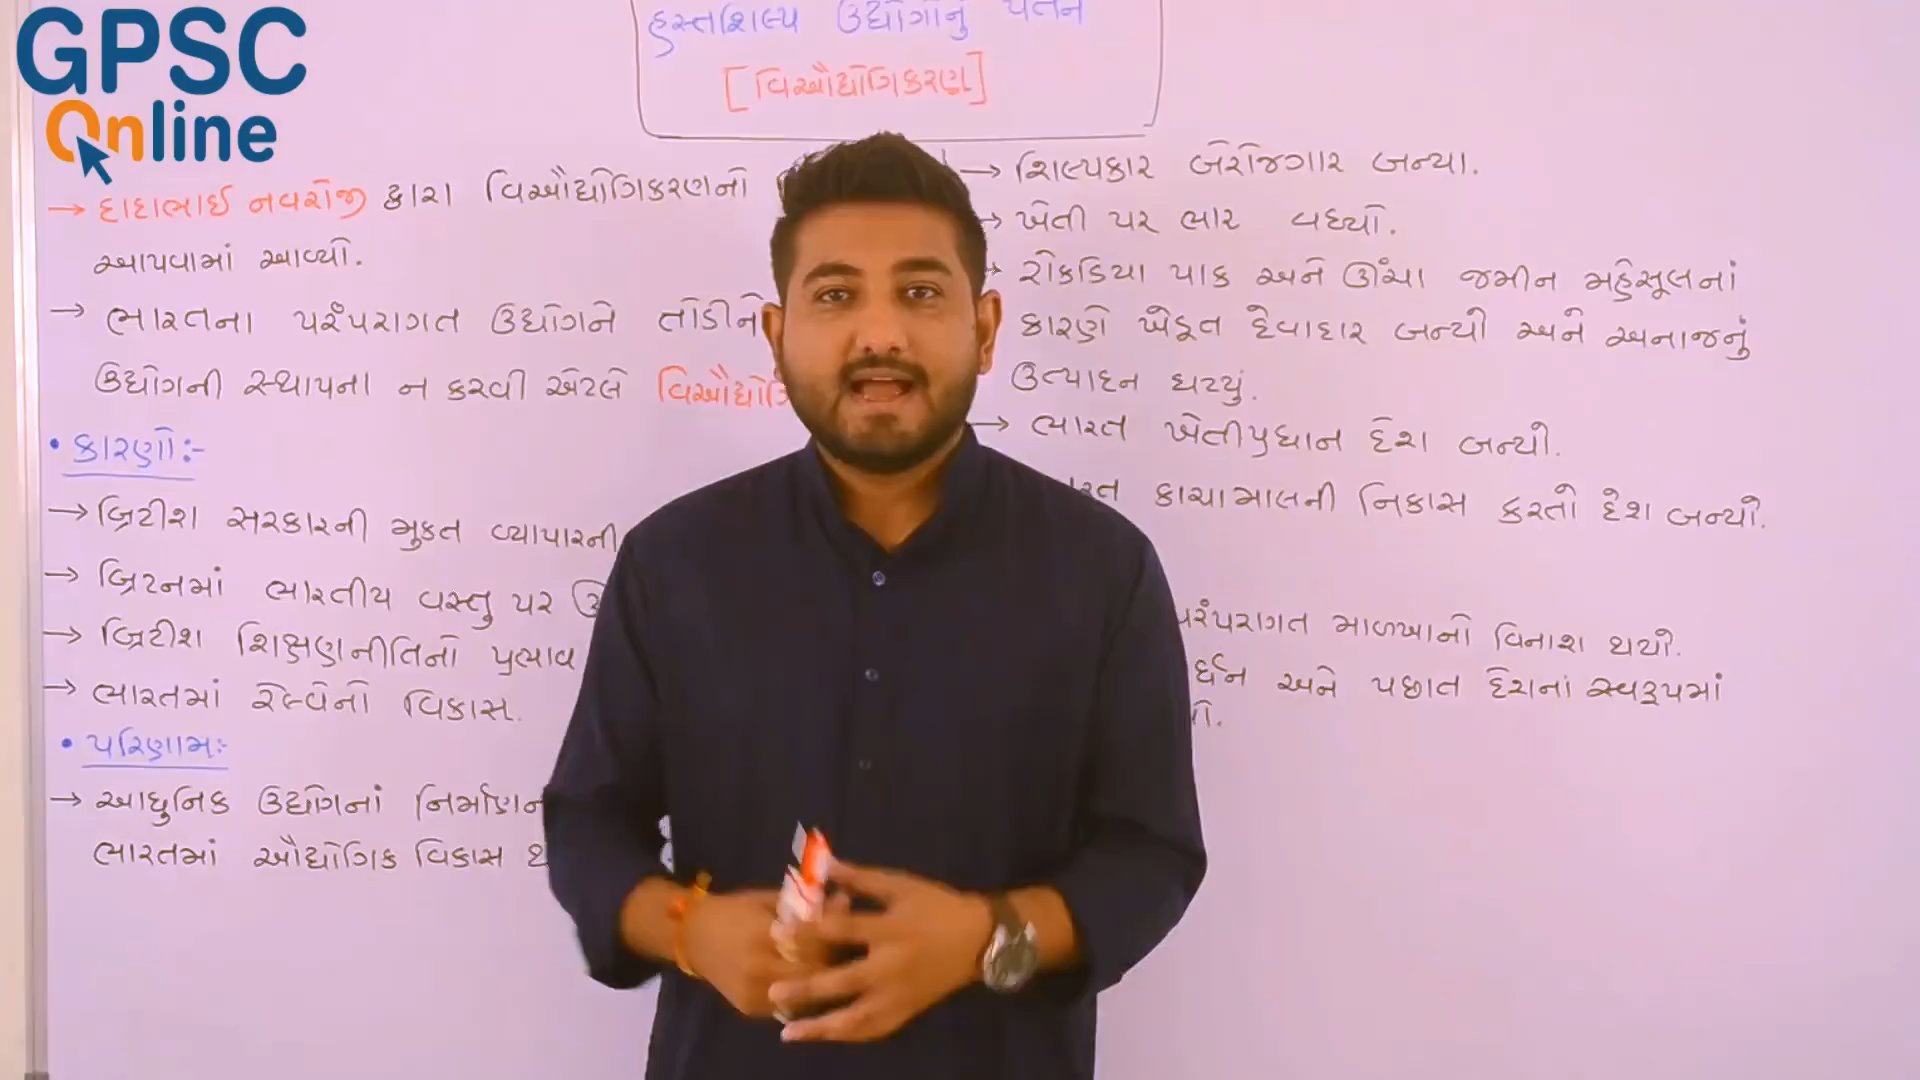 GPSC
Online
હસ્તશિલ્પ ઉદ્યોગોનું પતન
[વિઔદ્યોગિકરણ]
→ દાદાભાઈ નવરોજી દ્વારા વિઔદ્યોગિકરણનો
આપવામાં આવ્યો.
→ ભારતના પરંપરાગત ઉદ્યોગને તોડીને
ઉદ્યોગની સ્થાપના ન કરવી એટલે
• કારણો:-
→ બ્રિટીશ સરકારની મુક્ત વ્યાપારની
→ બ્રિટનમાં ભારતીય વસ્તુ પર
→ બ્રિટીશ શિક્ષણનીતિનો પ્રભાવ
→ ભારતમાં રેલ્વેનો વિકાસ.
• પરિણામ:-
→ આધુનિક ઉદ્યોગનાં
ભારતમાં ઔદ્યોગિક વિકાસ
→ શિલ્પકાર બેરોજગાર બન્યા.
→ ખેતી પર ભાર વધ્યો.
→ રોકડિયા પાક અને ઊંચા જમીન મહેસૂલનાં
કારણે ખેડૂત દેવાદાર બન્યો અને અનાજનું
ઉત્પાદન ઘટ્યું.
→ ભારત ખેતીપ્રધાન દેશ બન્યો.
કાચામાલની નિકાસ કરતો દેશ બન્યો.
પરંપરાગત માળખાનો વિનાશ થયો.
અને પછાત દેશનાં સ્વરૂપમાં